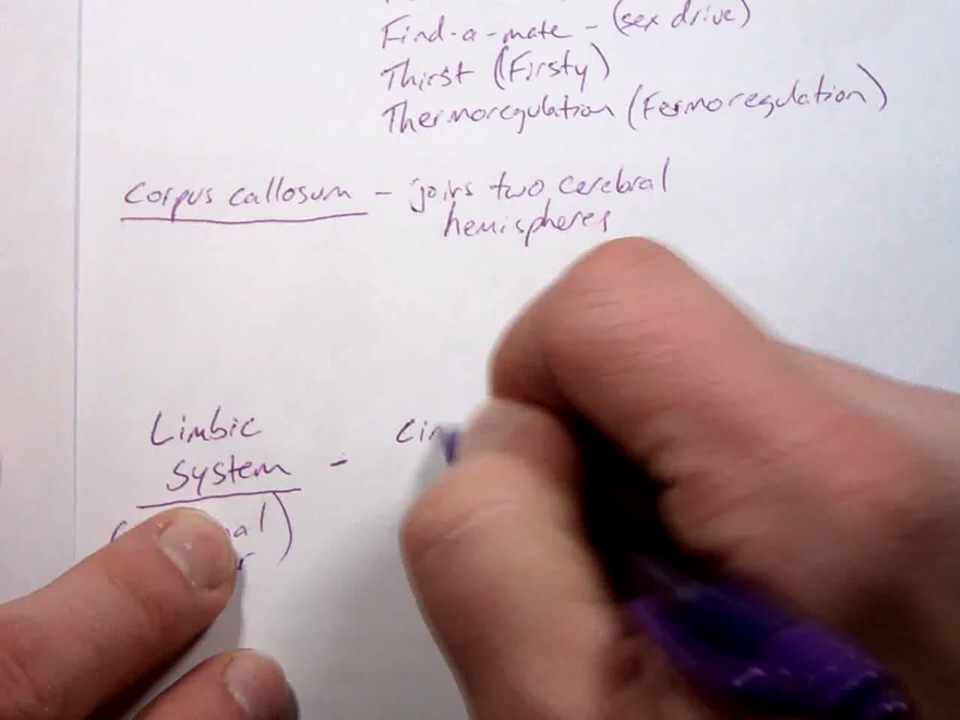 Find-a-mate - (sex drive)
Thirst (Firsty)
Thermoregulation (Fermoregulation)
Corpus callosum - joins two cerebral
hemispheres
Limbic
system -